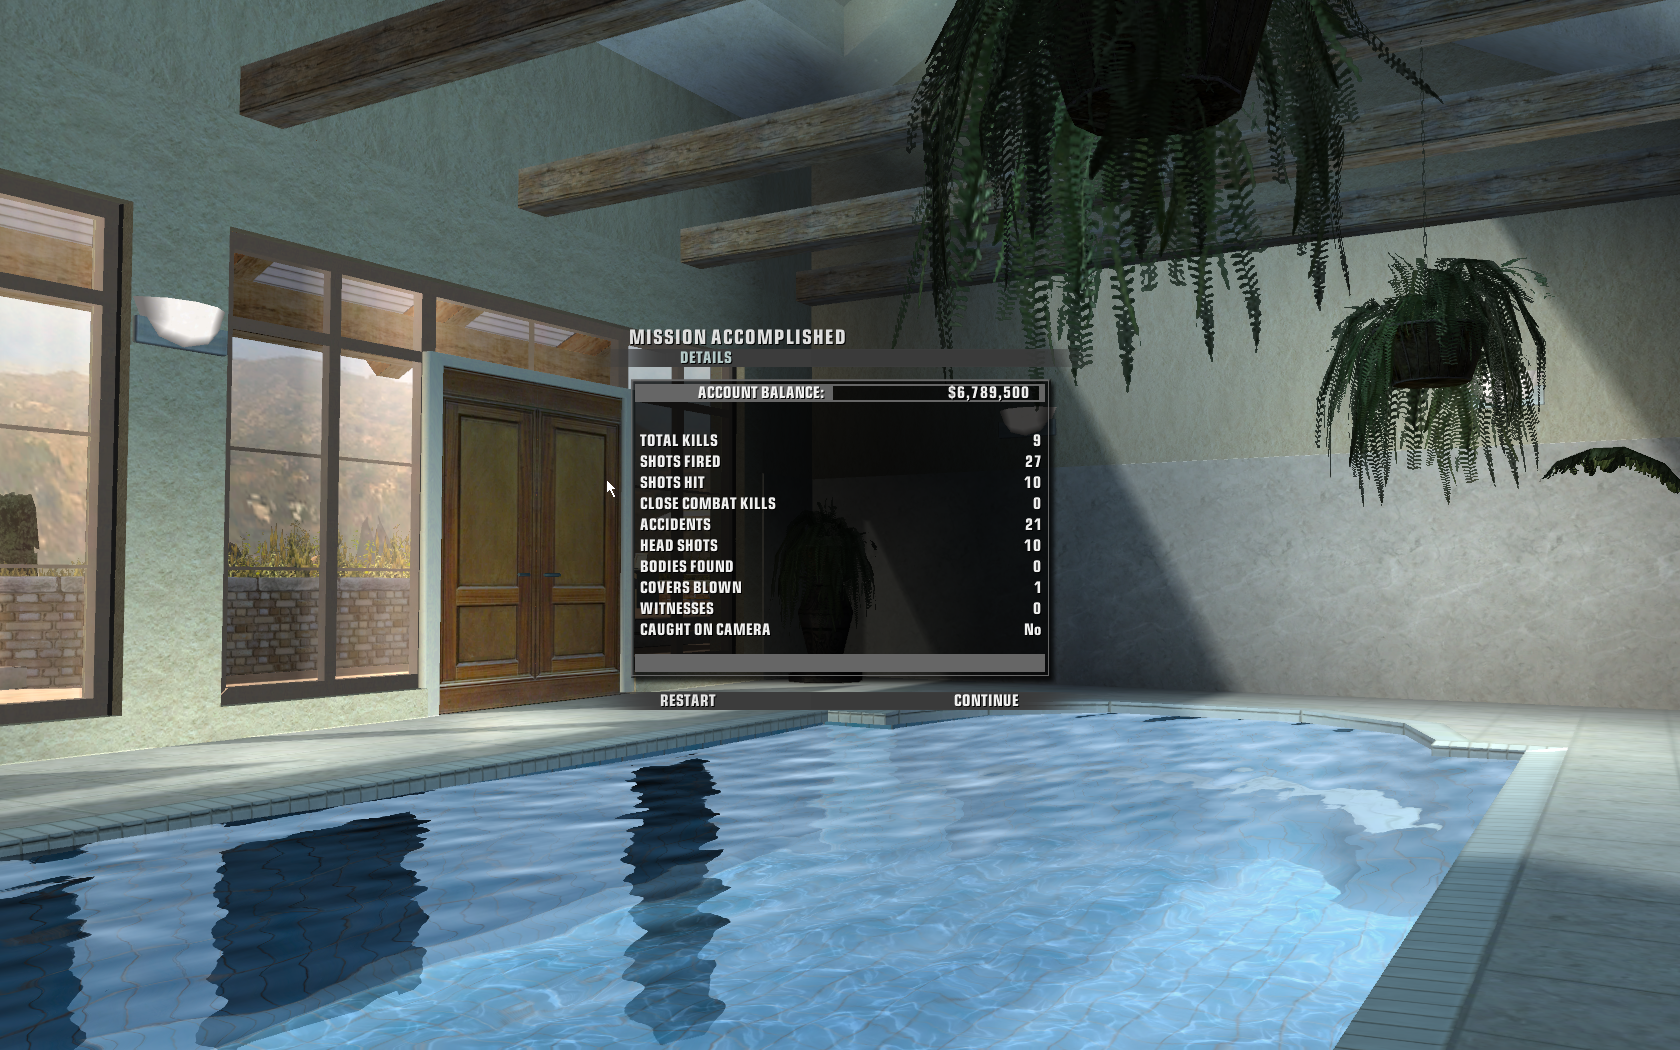 MISSION ACCOMPLISHED
DETAILS
ACCOUNT BALANCE: $6,789,500
TOTAL KILLS 9
SHOTS FIRED 27
SHOTS HIT 10
CLOSE COMBAT KILLS 0
ACCIDENTS 21
HEAD SHOTS 10
BODIES FOUND 0
COVERS BLOWN 1
WITNESSES 0
CAUGHT ON CAMERA No
RESTART CONTINUE